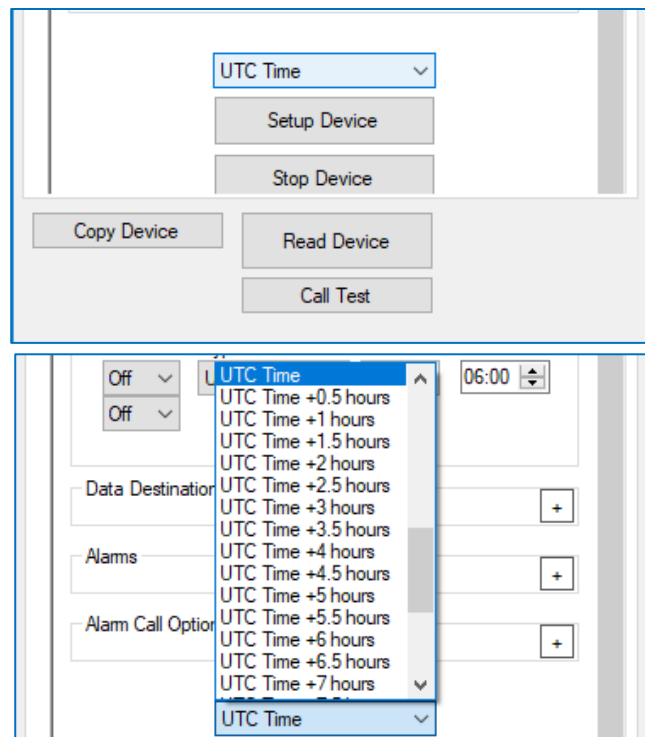 UTC Time
Setup Device
Stop Device
Copy Device
Read Device
Call Test
Off
UTC Time
06:00
UTC Time +0.5 hours
Off
UTC Time +1 hours
UTC Time +1.5 hours
UTC Time +2 hours
UTC Time +2.5 hours
Data Destination
UTC Time +3 hours
+
UTC Time +3.5 hours
UTC Time +4 hours
Alarms
UTC Time +4.5 hours
+
UTC Time +5 hours
UTC Time +5.5 hours
Alarm Call Option
UTC Time +6 hours
+
UTC Time +6.5 hours
UTC Time +7 hours
UTC Time